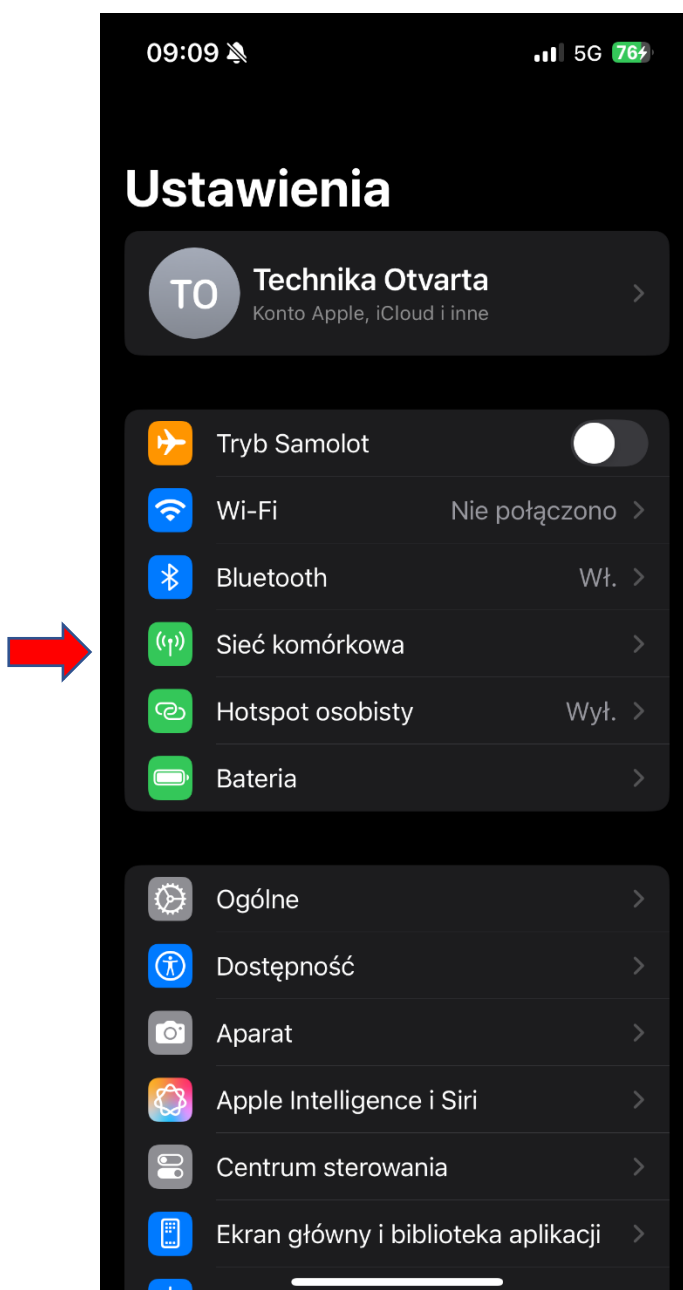 09:09
5G 76
Ustawienia
TO
Technika Otvarta
Konto Apple, iCloud i inne
Tryb Samolot
Wi-Fi Nie połączono
Bluetooth Wł.
Sieć komórkowa
Hotspot osobisty Wył.
Bateria
Ogólne
Dostępność
Aparat
Apple Intelligence i Siri
Centrum sterowania
Ekran główny i biblioteka aplikacji